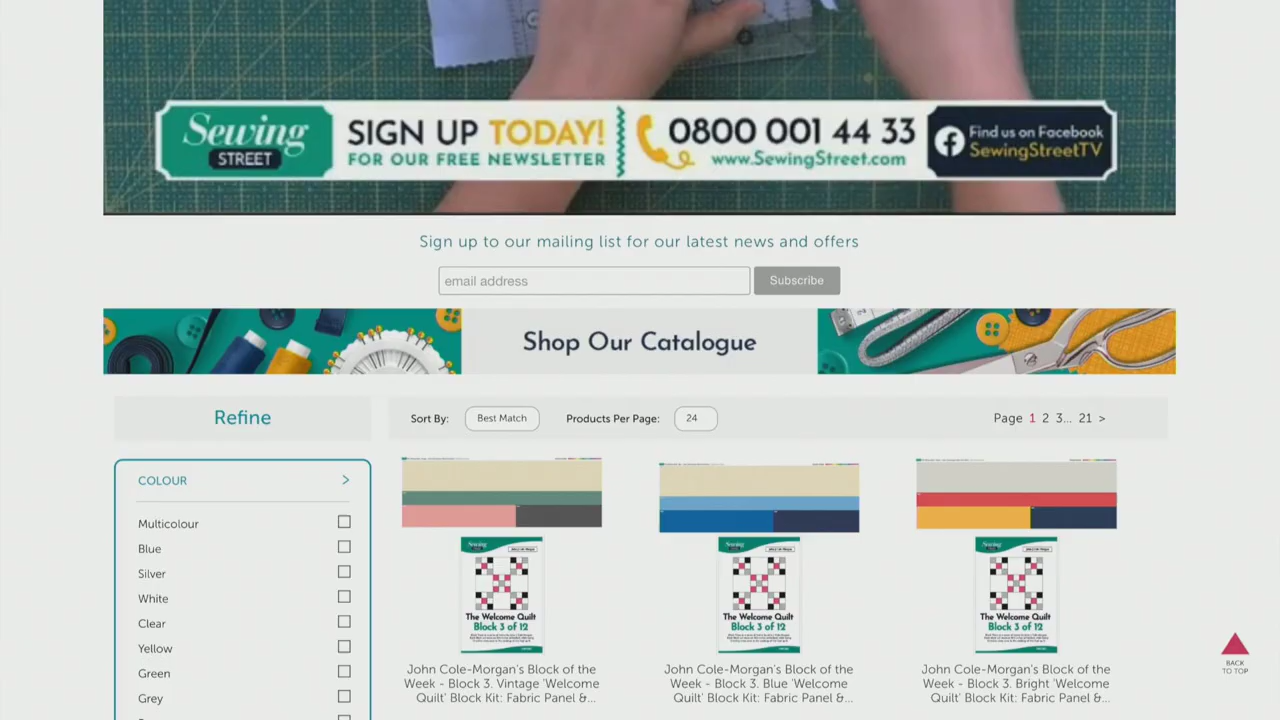 Sewing
STREET
SIGN UP TODAY!
FOR OUR FREE NEWSLETTER
0800 001 44 33
www.SewingStreet.com
Find us on Facebook
SewingStreetTV
Sign up to our mailing list for our latest news and offers
email address
Subscribe
Shop Our Catalogue
Refine
Sort By:
Best Match
Products Per Page:
24
Page 1 2 3... 21 >
COLOUR >
Multicolour
Blue
Silver
White
Clear
Yellow
Green
Grey
Sewing
The Welcome Quilt
Block 3 of 12
John Cole-Morgan's Block of the
Week - Block 3. Vintage 'Welcome
Quilt' Block Kit: Fabric Panel &...
Sewing
The Welcome Quilt
Block 3 of 12
John Cole-Morgan's Block of the
Week - Block 3. Blue 'Welcome
Quilt' Block Kit: Fabric Panel &...
Sewing
The Welcome Quilt
Block 3 of 12
John Cole-Morgan's Block of the
Week - Block 3. Bright 'Welcome
Quilt' Block Kit: Fabric Panel &...
BACK
TO TOP